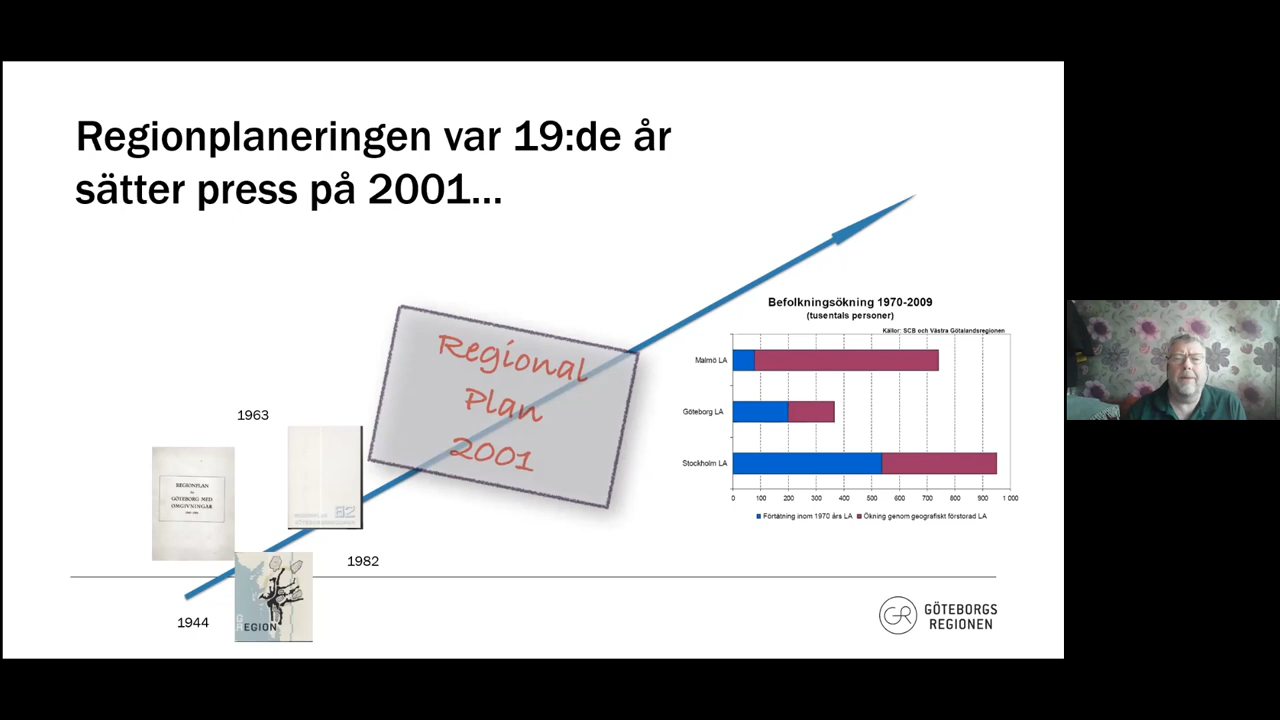 Regionplaneringen var 19:de år
sätter press på 2001...
Befolkningsökning 1970-2009
(tusentals personer)
Källor: SCB och Västra Götalandsregionen
Malmö LA
Göteborg LA
Stockholm LA
0 100 200 300 400 500 600 700 800 900 1 000
Förtätning inom 1970 års LA Ökning genom geografiskt förstorad LA
Regional
Plan
2001
1963
REGIONPLAN
GÖTEBORG MED
OMGIVNINGAR
82
1982
EGION
1944
GR
GÖTEBORGS
REGIONEN